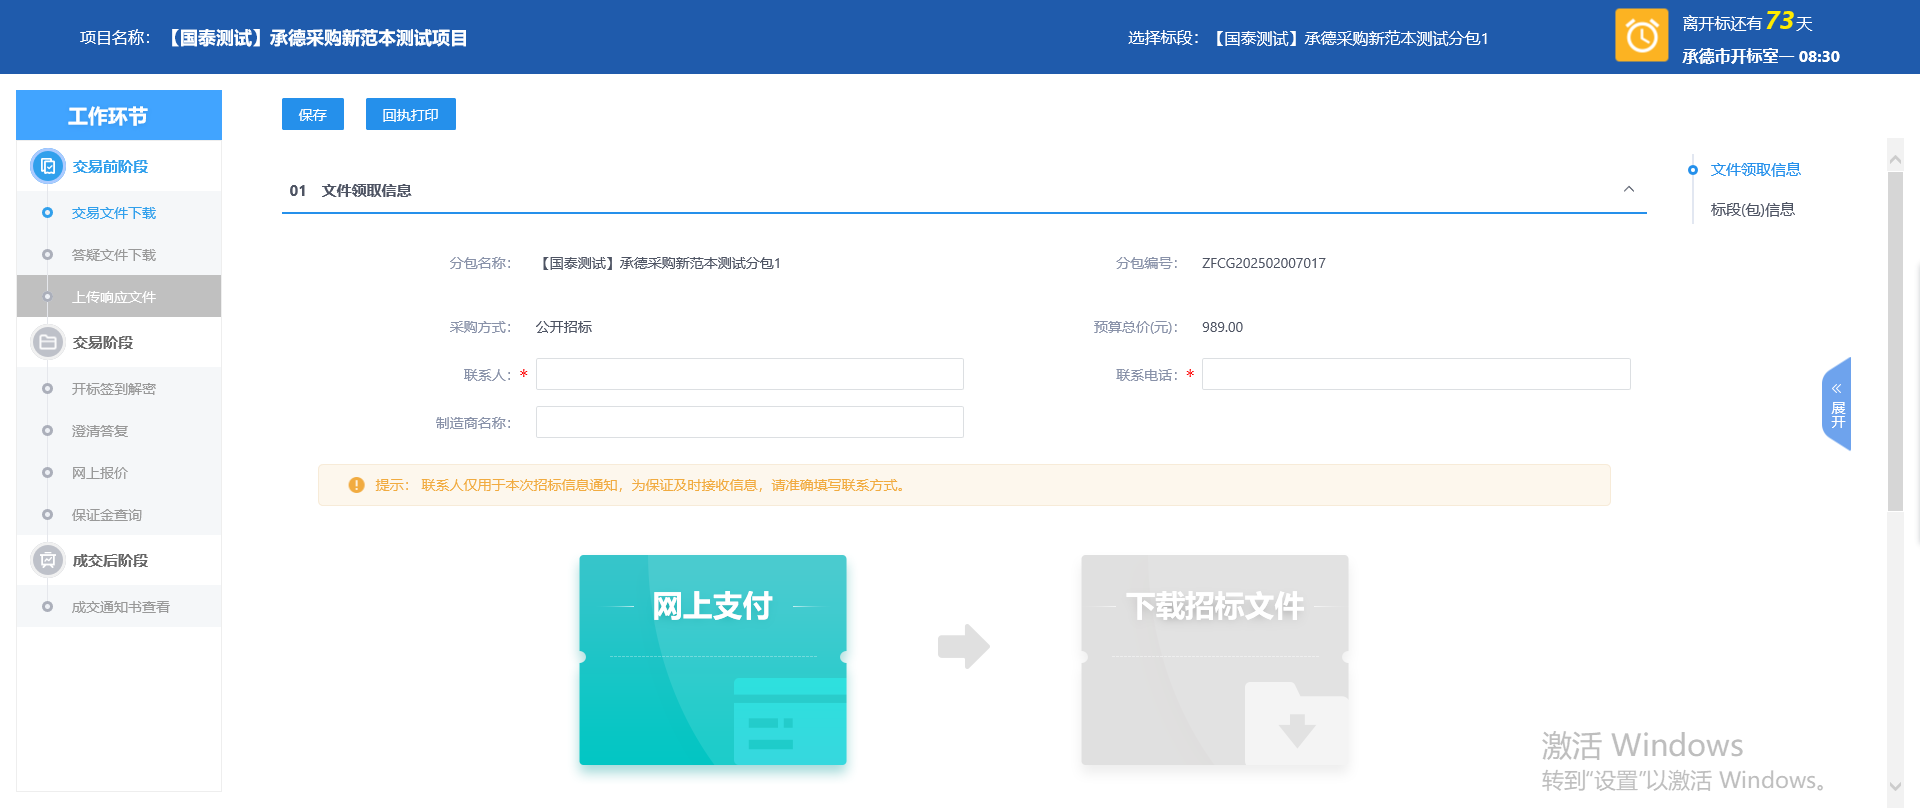 项目名称：【国泰测试】承德采购新范本测试项目
选择标段：【国泰测试】承德采购新范本测试分包1
离开标还有73天
承德市开标室一 08:30
工作环节
交易前阶段
交易文件下载
答疑文件下载
上传响应文件
交易阶段
开标签到解密
澄清答复
网上报价
保证金查询
成交后阶段
成交通知书查看
保存
回执打印
01 文件领取信息
分包名称：【国泰测试】承德采购新范本测试分包1
分包编号：ZFCG202502007017
采购方式：公开招标
预算总价(元)：989.00
联系人：*
联系电话：*
制造商名称：
提示：联系人仅用于本次招标信息通知，为保证及时接收信息，请准确填写联系方式。
网上支付
下载招标文件
文件领取信息
标段(包)信息
«
展开
激活 Windows
转到“设置”以激活 Windows。